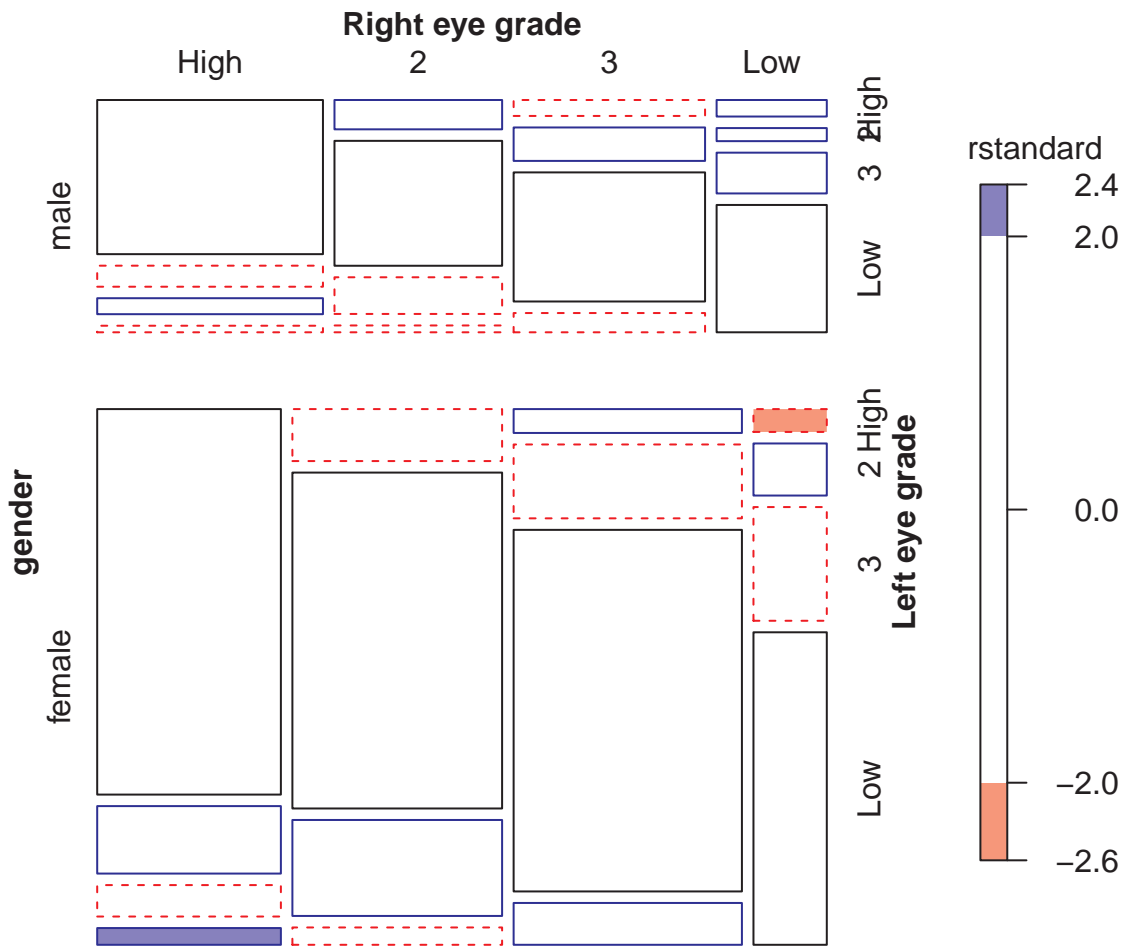 Right eye grade
High 2 3 Low
male
female
gender
High
2
3
Low
High
2
3
Low
Left eye grade
rstandard
2.4
2.0
0.0
−2.0
−2.6